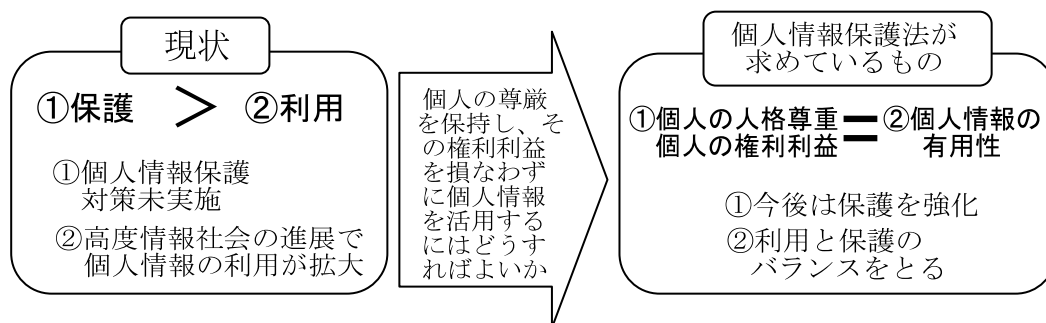 現状
①保護 > ②利用
①個人情報保護
対策未実施
②高度情報社会の進展で
個人情報の利用が拡大
個人の尊厳
を保持し、そ
の権利利益
を損なわず
に個人情報
を活用する
にはどうす
ればよいか
個人情報保護法が
求めているもの
①個人の人格尊重
個人の権利利益
=
②個人情報の
有用性
①今後は保護を強化
②利用と保護の
バランスをとる